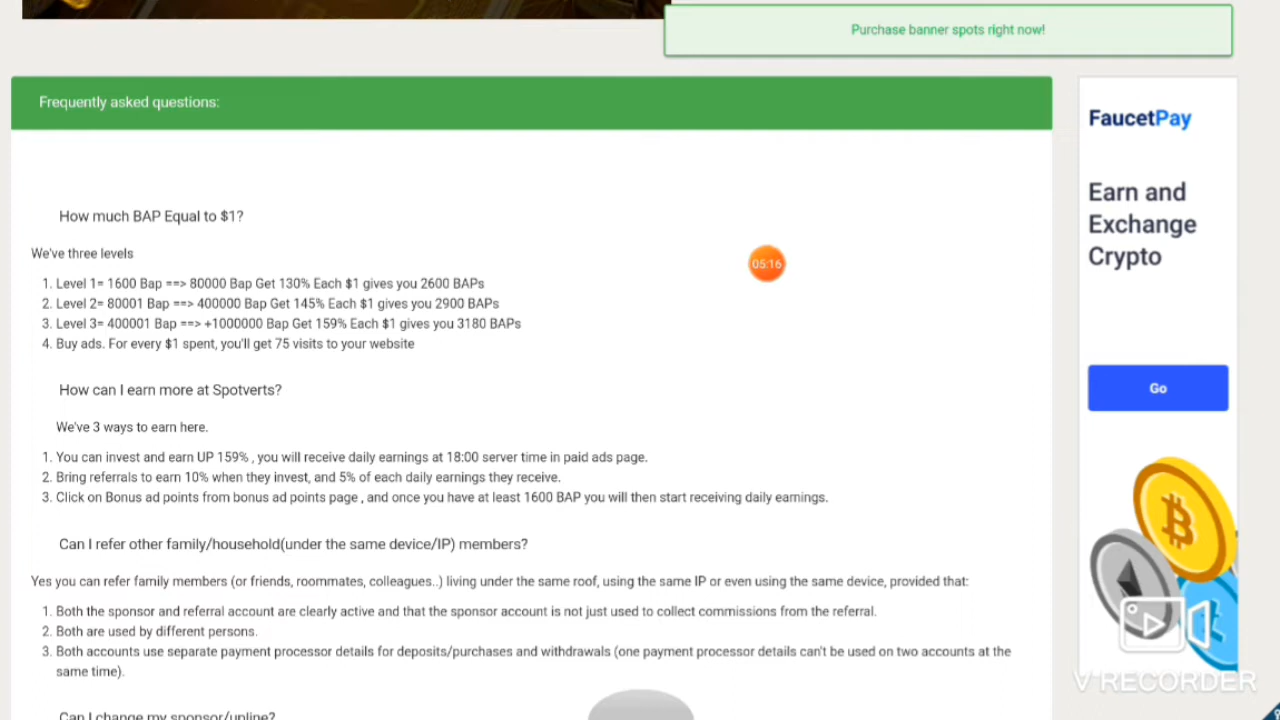 Purchase banner spots right now!
Frequently asked questions:
FaucetPay
Earn and
Exchange
Crypto
Go
How much BAP Equal to $1?
We've three levels
1. Level 1= 1600 Bap ==> 80000 Bap Get 130% Each $1 gives you 2600 BAPs
2. Level 2= 80001 Bap ==> 400000 Bap Get 145% Each $1 gives you 2900 BAPs
3. Level 3= 400001 Bap ==> +1000000 Bap Get 159% Each $1 gives you 3180 BAPs
4. Buy ads. For every $1 spent, you'll get 75 visits to your website
05:16
How can I earn more at Spotverts?
We've 3 ways to earn here.
1. You can invest and earn UP 159% , you will receive daily earnings at 18:00 server time in paid ads page.
2. Bring referrals to earn 10% when they invest, and 5% of each daily earnings they receive.
3. Click on Bonus ad points from bonus ad points page , and once you have at least 1600 BAP you will then start receiving daily earnings.
Can I refer other family/household(under the same device/IP) members?
Yes you can refer family members (or friends, roommates, colleagues..) living under the same roof, using the same IP or even using the same device, provided that:
1. Both the sponsor and referral account are clearly active and that the sponsor account is not just used to collect commissions from the referral.
2. Both are used by different persons.
3. Both accounts use separate payment processor details for deposits/purchases and withdrawals (one payment processor details can't be used on two accounts at the
same time).
Can I change my sponsor/upline?
V RECORDER